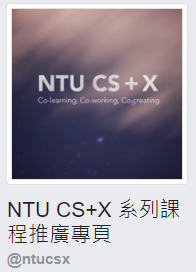 NTU CS+X
Co-learning, Co-working, Co-creating
NTU CS+X 系列課
程推廣專頁
@ntucsx